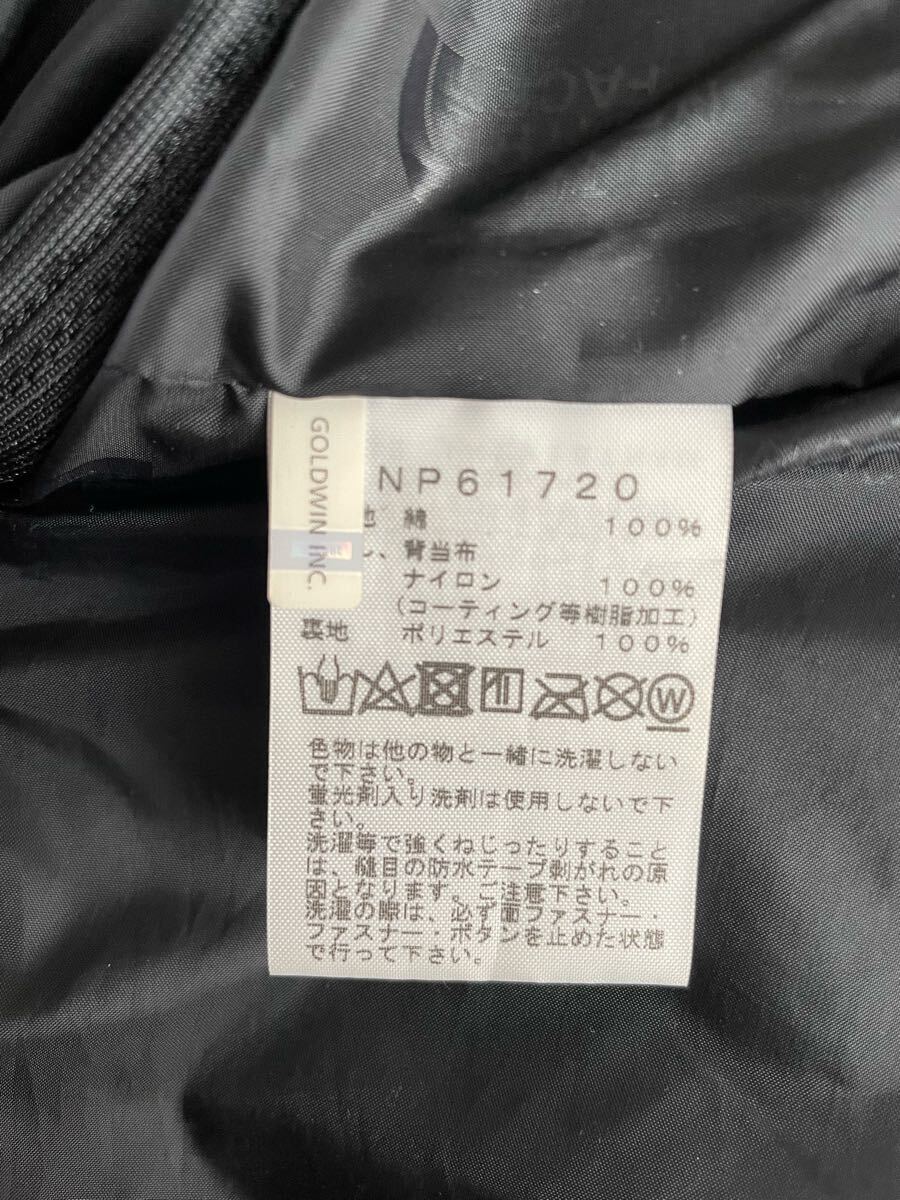 FACE
GOLDWIN INC.
NP61720
地 綿 100%
し、背当布
ナイロン 100%
(コーティング等樹脂加工)
裏地 ポリエステル 100%
W
色物は他の物と一緒に洗濯しない
で下さい。
蛍光剤入り洗剤は使用しないで下
さい。
洗濯等で強くねじったりすること
は、縫目の防水テープ剥がれの原
因となります。ご注意下さい。
洗濯の際は、必ず面ファスナー・
ファスナー・ボタンを止めた状態
で行って下さい。